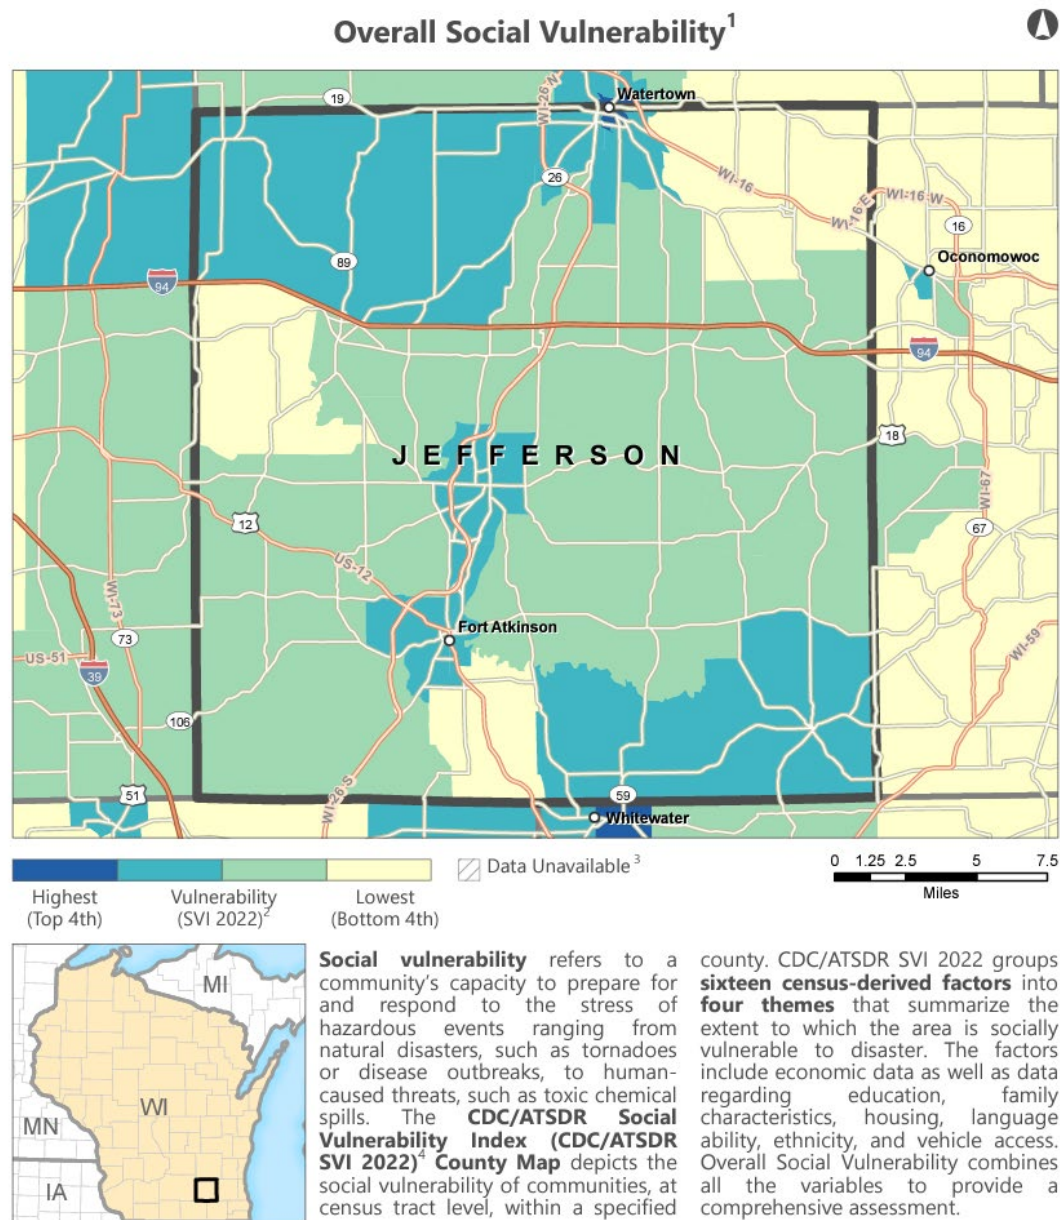 Overall Social Vulnerability1
19
WI-26 W
Watertown
26
WI-16
WI-16 E
WI-16 W
16
89
Oconomowoc
94
94
JEFFERSON
18
12
US-12
WI-67
67
WI-73
73
Fort Atkinson
US-51
39
WI-59
106
51
WI-26 S
59
Whitewater
Highest
(Top 4th)
Vulnerability
(SVI 2022)2
Lowest
(Bottom 4th)
Data Unavailable3
0 1.25 2.5 5 7.5
Miles
MI
WI
MN
IA
Social vulnerability refers to a
community's capacity to prepare for
and respond to the stress of
hazardous events ranging from
natural disasters, such as tornadoes
or disease outbreaks, to human-
caused threats, such as toxic chemical
spills. The CDC/ATSDR Social
Vulnerability Index (CDC/ATSDR
SVI 2022)4 County Map depicts the
social vulnerability of communities, at
census tract level, within a specified
county. CDC/ATSDR SVI 2022 groups
sixteen census-derived factors into
four themes that summarize the
extent to which the area is socially
vulnerable to disaster. The factors
include economic data as well as data
regarding education, family
characteristics, housing, language
ability, ethnicity, and vehicle access.
Overall Social Vulnerability combines
all the variables to provide a
comprehensive assessment.